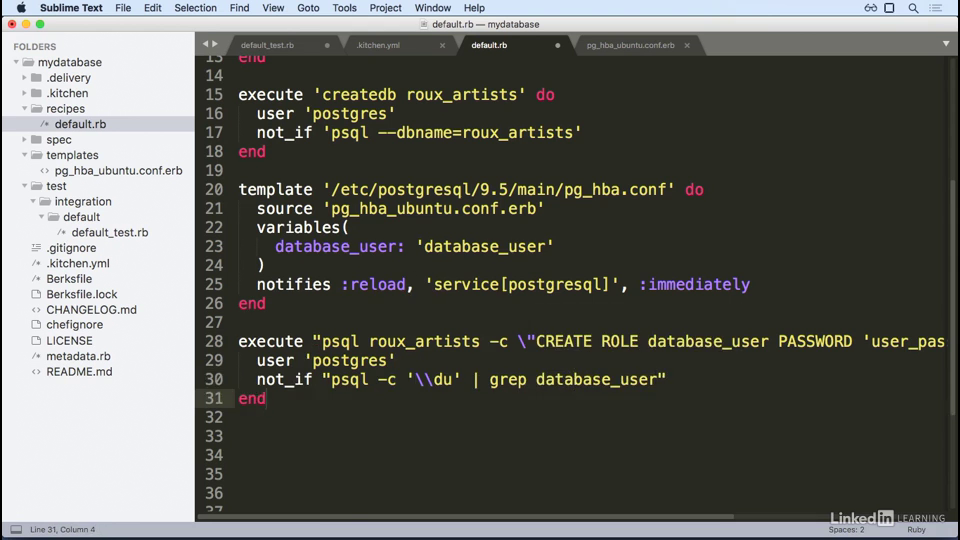 Sublime Text File Edit Selection Find View Goto Tools Project Window Help
default.rb — mydatabase
FOLDERS
mydatabase
.delivery
.kitchen
recipes
default.rb
spec
templates
pg_hba_ubuntu.conf.erb
test
integration
default
default_test.rb
.gitignore
.kitchen.yml
Berksfile
Berksfile.lock
CHANGELOG.md
chefignore
LICENSE
metadata.rb
README.md
default_test.rb .kitchen.yml default.rb pg_hba_ubuntu.conf.erb
13 end
14
15 execute 'createdb roux_artists' do
16 user 'postgres'
17 not_if 'psql --dbname=roux_artists'
18 end
19
20 template '/etc/postgresql/9.5/main/pg_hba.conf' do
21 source 'pg_hba_ubuntu.conf.erb'
22 variables(
23 database_user: 'database_user'
24 )
25 notifies :reload, 'service[postgresql]', :immediately
26 end
27
28 execute "psql roux_artists -c \"CREATE ROLE database_user PASSWORD 'user_pas
29 user 'postgres'
30 not_if "psql -c '\\du' | grep database_user"
31 end
32
33
34
35
36
37
Line 31, Column 4
Spaces: 2 Ruby
LinkedIn LEARNING